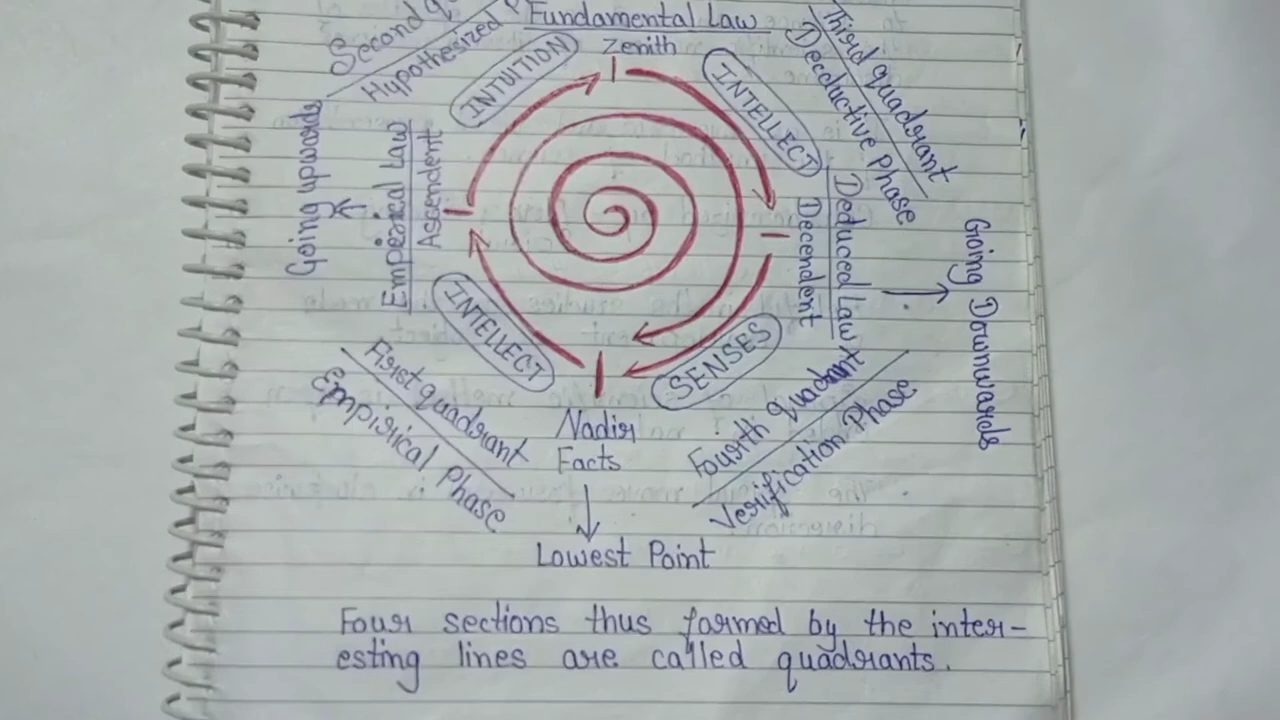 Fundamental Law
Zenith
Second
Hypothesized
INTUITION
INTELLECT
Third quadrant
Deductive Phase
Going upwards
Empirical Law
Ascendent
Decendent
Deduced Law
Going Downwards
INTELLECT
SENSES
First quadrant
Empirical Phase
Nadir
Facts
Fourth quadrant
Verification Phase
Lowest Point
Four sections thus formed by the inter-
esting lines are called quadrants.